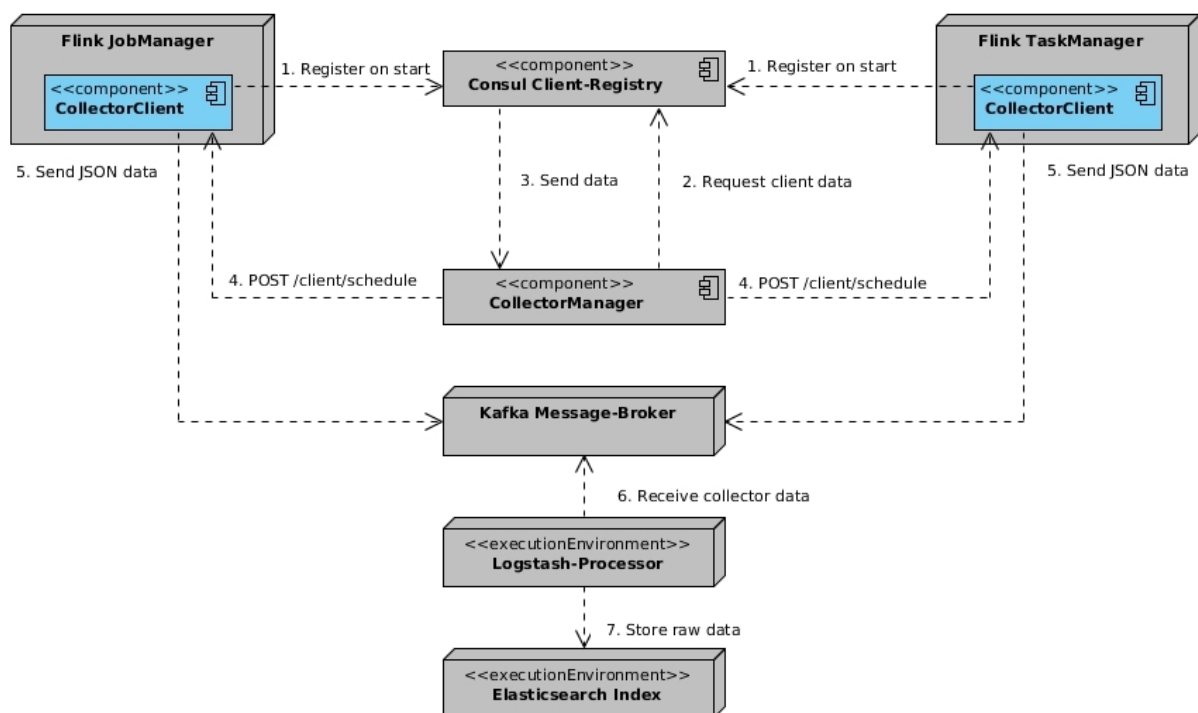 Flink JobManager
<<component>>
CollectorClient
1. Register on start
<<component>>
Consul Client-Registry
1. Register on start
Flink TaskManager
<<component>>
CollectorClient
5. Send JSON data
3. Send data
2. Request client data
5. Send JSON data
4. POST /client/schedule
<<component>>
CollectorManager
4. POST /client/schedule
Kafka Message-Broker
6. Receive collector data
<<executionEnvironment>>
Logstash-Processor
7. Store raw data
<<executionEnvironment>>
Elasticsearch Index